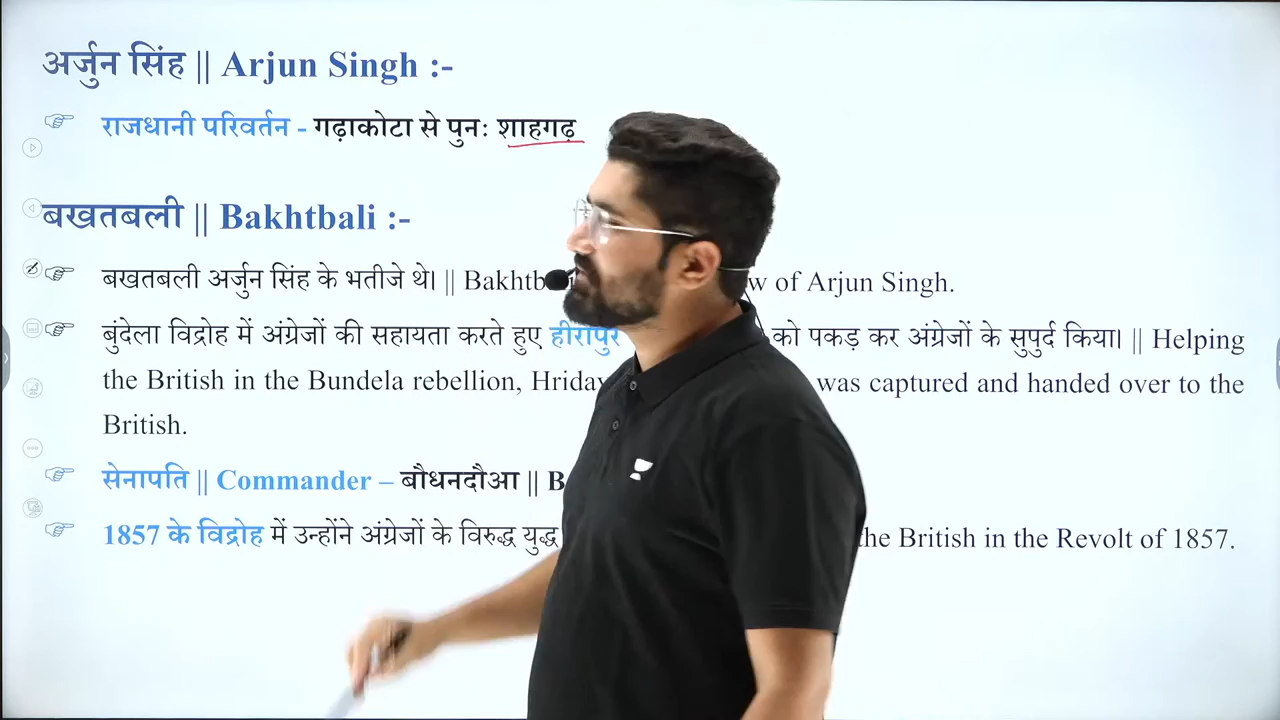 अर्जुन सिंह || Arjun Singh :-
राजधानी परिवर्तन - गढ़ाकोटा से पुनः शाहगढ़
बखतबली || Bakhtbali :-
बखतबली अर्जुन सिंह के भतीजे थे। || of Arjun Singh.
बुंदेला विद्रोह में अंग्रेजों की सहायता करते हुए हीरापुर को पकड़ कर अंग्रेजों के सुपुर्द किया। || Helping
the British in the Bundela rebellion, was captured and handed over to the
British.
सेनापति || Commander – बौधनदौआ ||
1857 के विद्रोह में उन्होंने अंग्रेजों के विरुद्ध युद्ध the British in the Revolt of 1857.